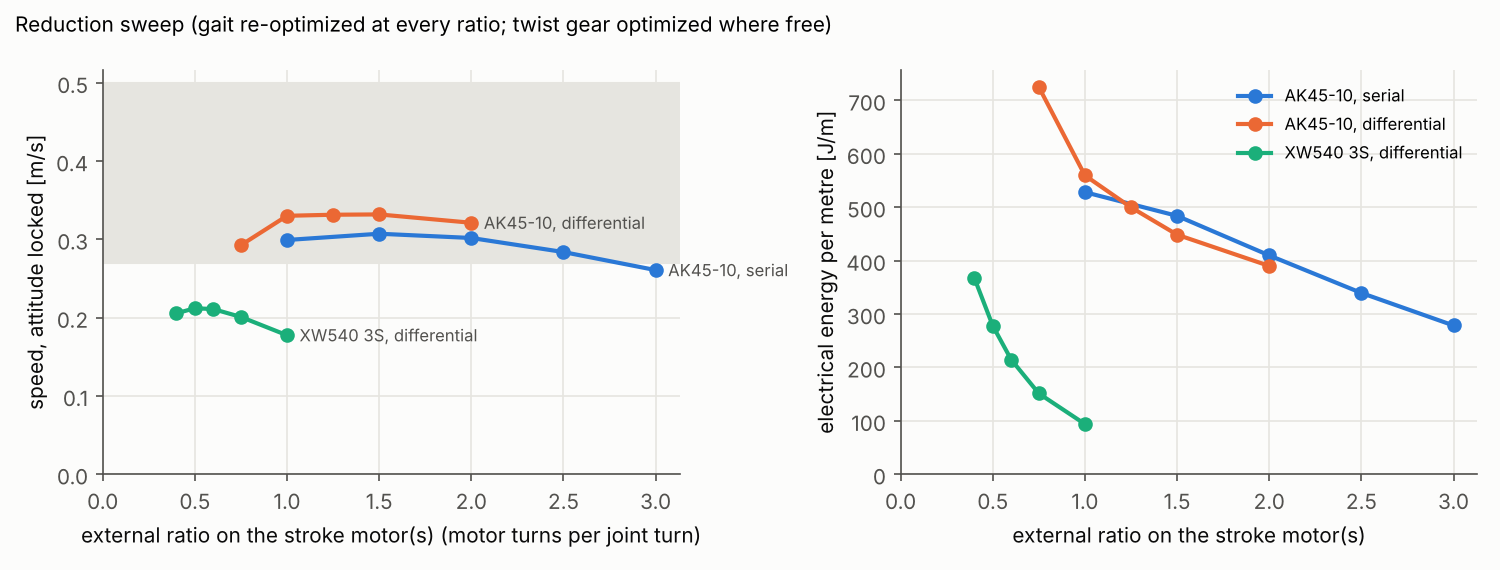 Reduction sweep (gait re-optimized at every ratio; twist gear optimized where free)
speed, attitude locked [m/s]
0.5
0.4
0.3
0.2
0.1
0.0
AK45-10, differential
AK45-10, serial
XW540 3S, differential
0.0 0.5 1.0 1.5 2.0 2.5 3.0
external ratio on the stroke motor(s) (motor turns per joint turn)
electrical energy per metre [J/m]
700
600
500
400
300
200
100
0
AK45-10, serial
AK45-10, differential
XW540 3S, differential
0.0 0.5 1.0 1.5 2.0 2.5 3.0
external ratio on the stroke motor(s)